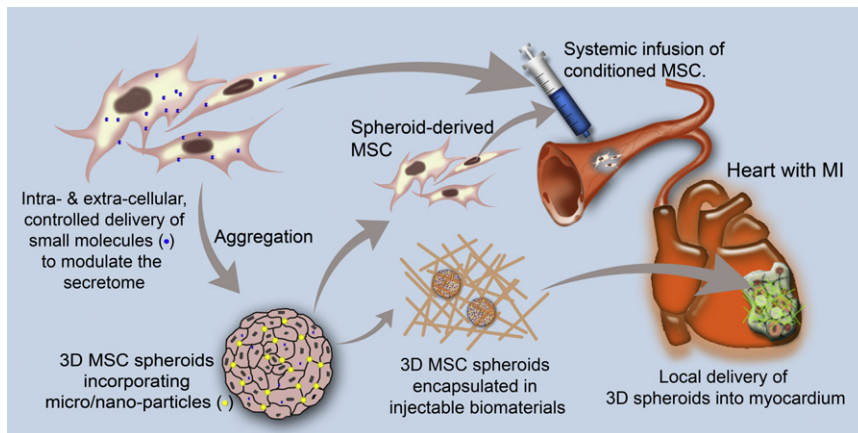 Systemic infusion of
conditioned MSC.
Spheroid-derived
MSC
Heart with MI
Intra- & extra-cellular,
controlled delivery of
small molecules (•)
to modulate the
secretome
Aggregation
3D MSC spheroids
incorporating
micro/nano-particles (•)
3D MSC spheroids
encapsulated in
injectable biomaterials
Local delivery of
3D spheroids into myocardium